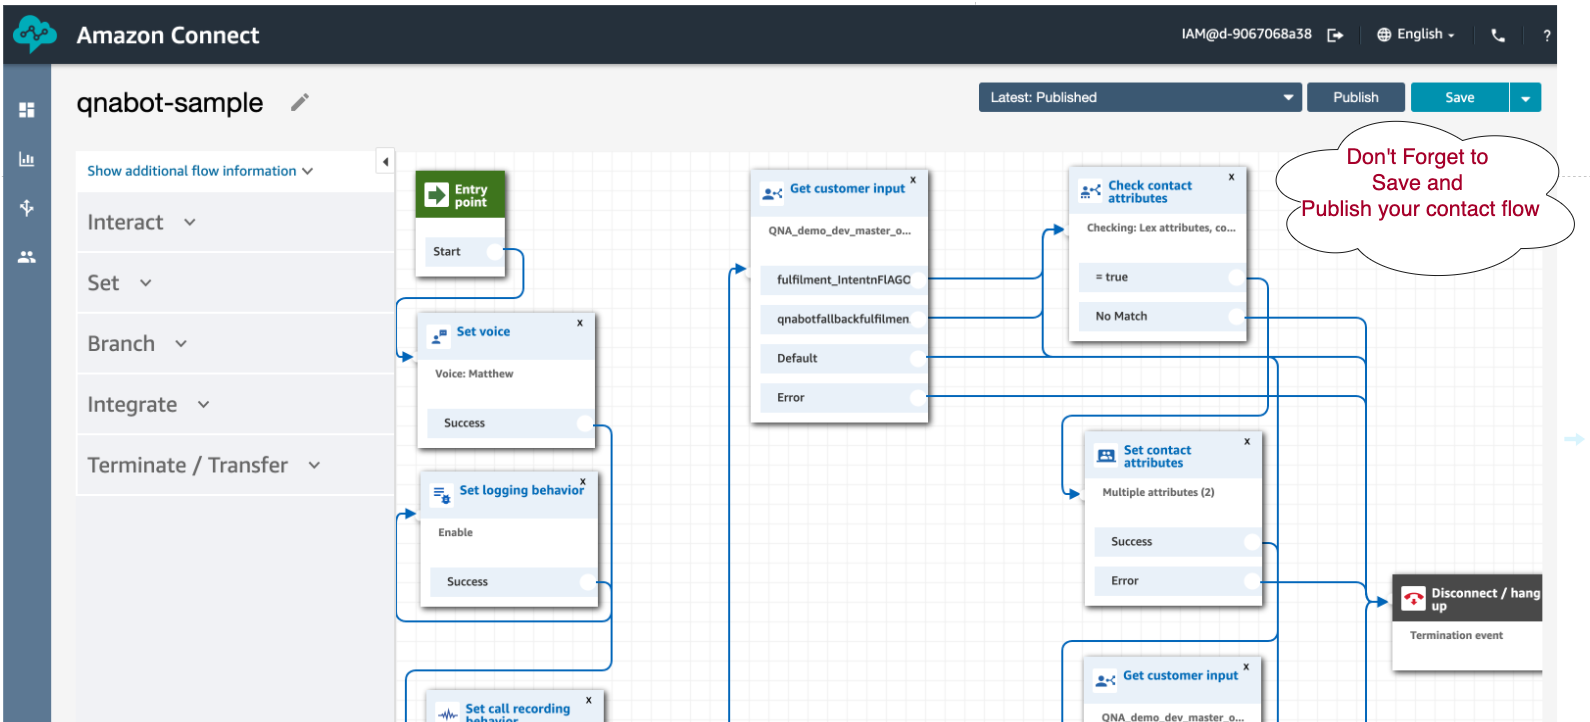 Amazon Connect
IAM@d-9067068a38
English
?
qnabot-sample
Latest: Published
Publish
Save
Don't Forget to
Save and
Publish your contact flow
Show additional flow information
Interact
Set
Branch
Integrate
Terminate / Transfer
Entry
point
Start
Set voice
x
Voice: Matthew
Success
Set logging behavior
x
Enable
Success
Set call recording
behavior
x
Get customer input
x
QNA_demo_dev_master_o...
fulfilment_IntentnFlAGO
qnabotfallbackfulfilmen
Default
Error
Check contact
attributes
x
Checking: Lex attributes, co...
= true
No Match
Set contact
attributes
x
Multiple attributes (2)
Success
Error
Get customer input
x
QNA_demo_dev_master_o...
Disconnect / hang
up
Termination event